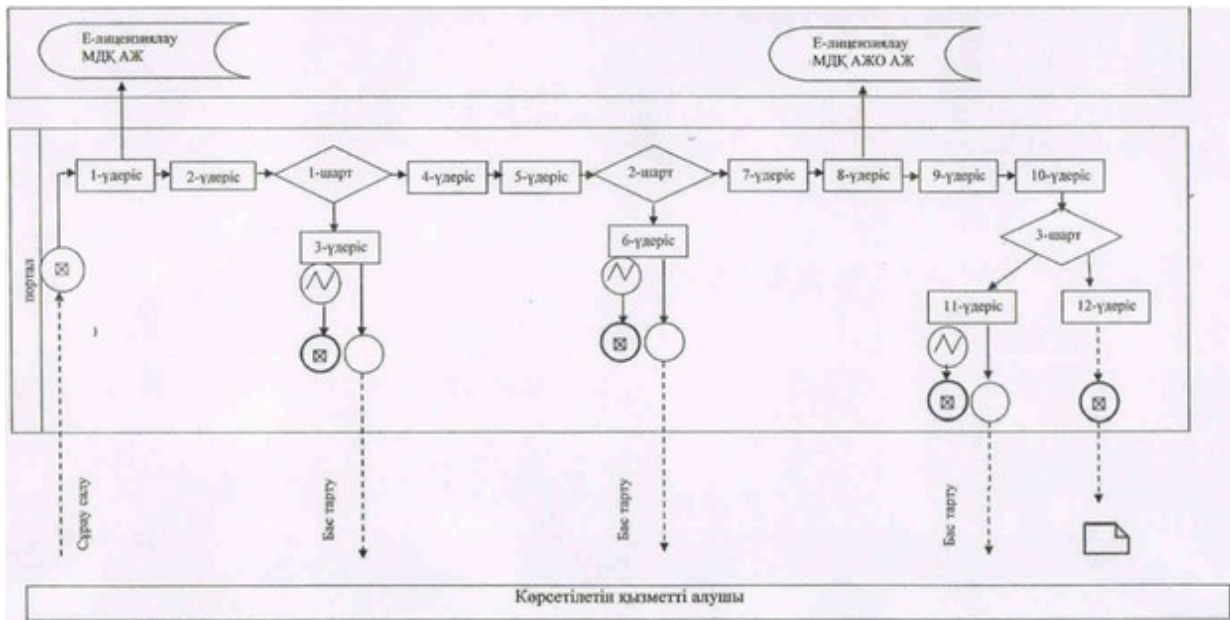 Е-лицензиялау
МДҚ АЖ
Е-лицензиялау
МДҚ АЖО АЖ
портал
1-үдеріс
2-үдеріс
1-шарт
4-үдеріс
5-үдеріс
2-шарт
7-үдеріс
8-үдеріс
9-үдеріс
10-үдеріс
3-үдеріс
6-үдеріс
3-шарт
11-үдеріс
12-үдеріс
Сұрау салу
Бас тарту
Бас тарту
Бас тарту
Көрсетілетін қызметті алушы